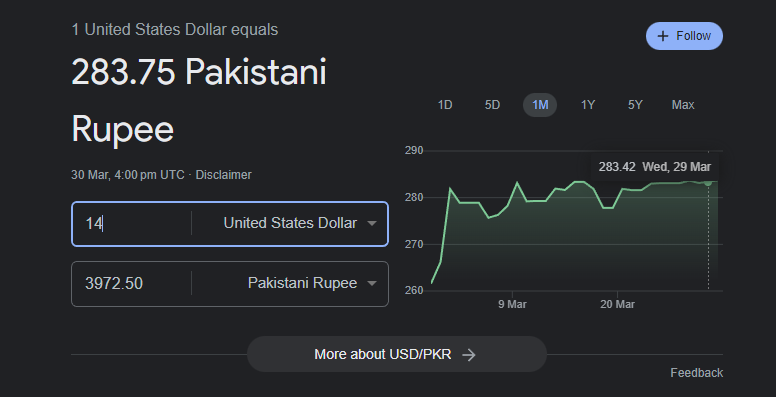 1 United States Dollar equals
283.75 Pakistani
Rupee
30 Mar, 4:00 pm UTC · Disclaimer
14 United States Dollar
3972.50 Pakistani Rupee
+ Follow
1D 5D 1M 1Y 5Y Max
290
283.42 Wed, 29 Mar
280
270
260
9 Mar 20 Mar
More about USD/PKR →
Feedback